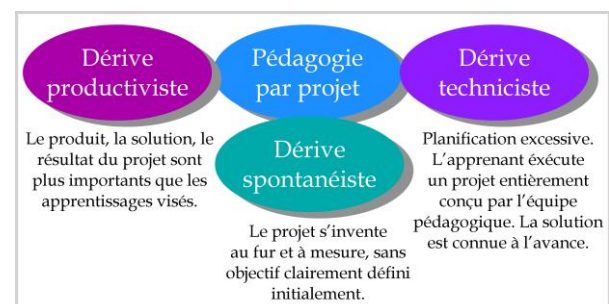 Dérive
productiviste
Le produit, la solution, le
résultat du projet sont
plus importants que les
apprentissages visés.
Pédagogie
par projet
Dérive
spontanéiste
Le projet s’invente
au fur et à mesure, sans
objectif clairement défini
initialement.
Dérive
techniciste
Planification excessive.
L’apprenant éxécute
un projet entièrement
conçu par l’équipe
pédagogique. La solution
est connue à l’avance.